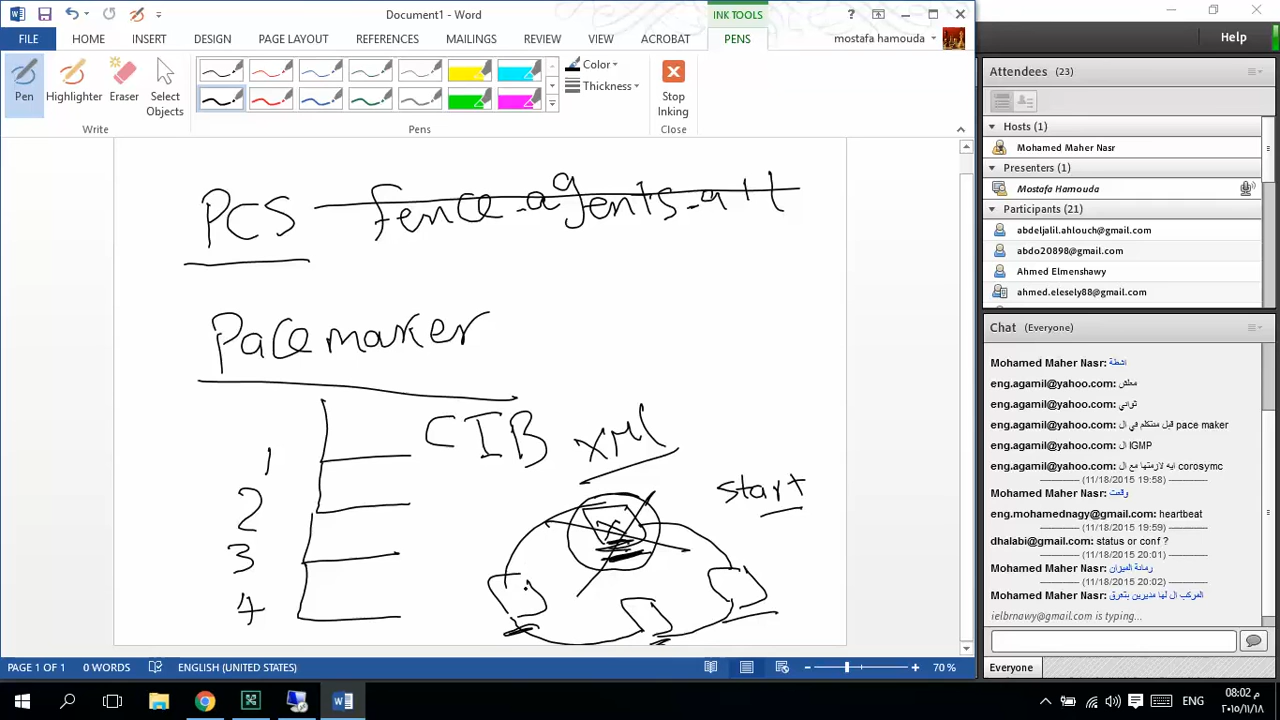 Document1 - Word
INK TOOLS
FILE
HOME
INSERT
DESIGN
PAGE LAYOUT
REFERENCES
MAILINGS
REVIEW
VIEW
ACROBAT
PENS
mostafa hamouda
Pen
Highlighter
Eraser
Select Objects
Color
Thickness
Stop Inking
Write
Pens
Close
PCS fence-agents-all
Pacemaker
CIB XML
1
2
3
4
start
PAGE 1 OF 1
0 WORDS
ENGLISH (UNITED STATES)
70 %
Help
Attendees (23)
Hosts (1)
Mohamed Maher Nasr
Presenters (1)
Mostafa Hamouda
Participants (21)
abdeljalil.ahlouch@gmail.com
abdo20898@gmail.com
Ahmed Elmenshawy
ahmed.elesely88@gmail.com
Chat (Everyone)
Mohamed Maher Nasr: اشطة
eng.agamil@yahoo.com: معلش
eng.agamil@yahoo.com: ثواني
eng.agamil@yahoo.com: قبل متتكلم في ال pace maker
eng.agamil@yahoo.com: ال IGMP
eng.agamil@yahoo.com: ايه لازمتها مع ال corosymc
(11/18/2015 19:58)
Mohamed Maher Nasr: وقعت
eng.mohamednagy@gmail.com: heartbeat
(11/18/2015 19:59)
dhalabi@gmail.com: status or conf ?
(11/18/2015 20:01)
Mohamed Maher Nasr: رمانة الميزان
(11/18/2015 20:02)
Mohamed Maher Nasr: المركب ال لها مديرين بتغرق
ielbrnawy@gmail.com is typing...
Everyone
ENG
08:02 م
٢٠١٥/١١/١٨